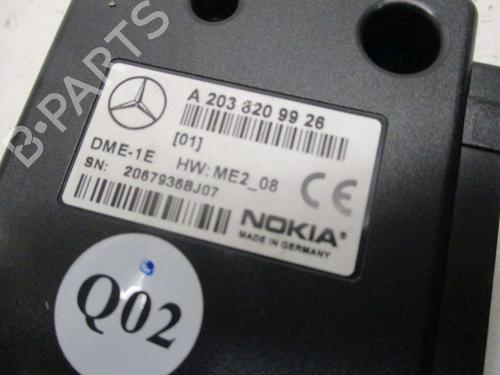 B-PARTS
A 203 820 99 26
[01]
DME-1E HW: ME2_08
SN: 2067936BJ07
CE
NOKIA
MADE IN GERMANY
Q02